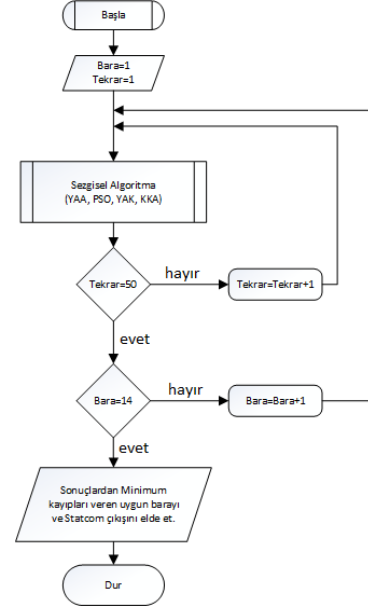 Başla
Bara=1
Tekrar=1
Sezgisel Algoritma
(YAA, PSO, YAK, KKA)
Tekrar=50
hayır
Tekrar=Tekrar+1
evet
Bara=14
hayır
Bara=Bara+1
evet
Sonuçlardan Minimum
kayıpları veren uygun barayı
ve Statcom çıkışını elde et.
Dur